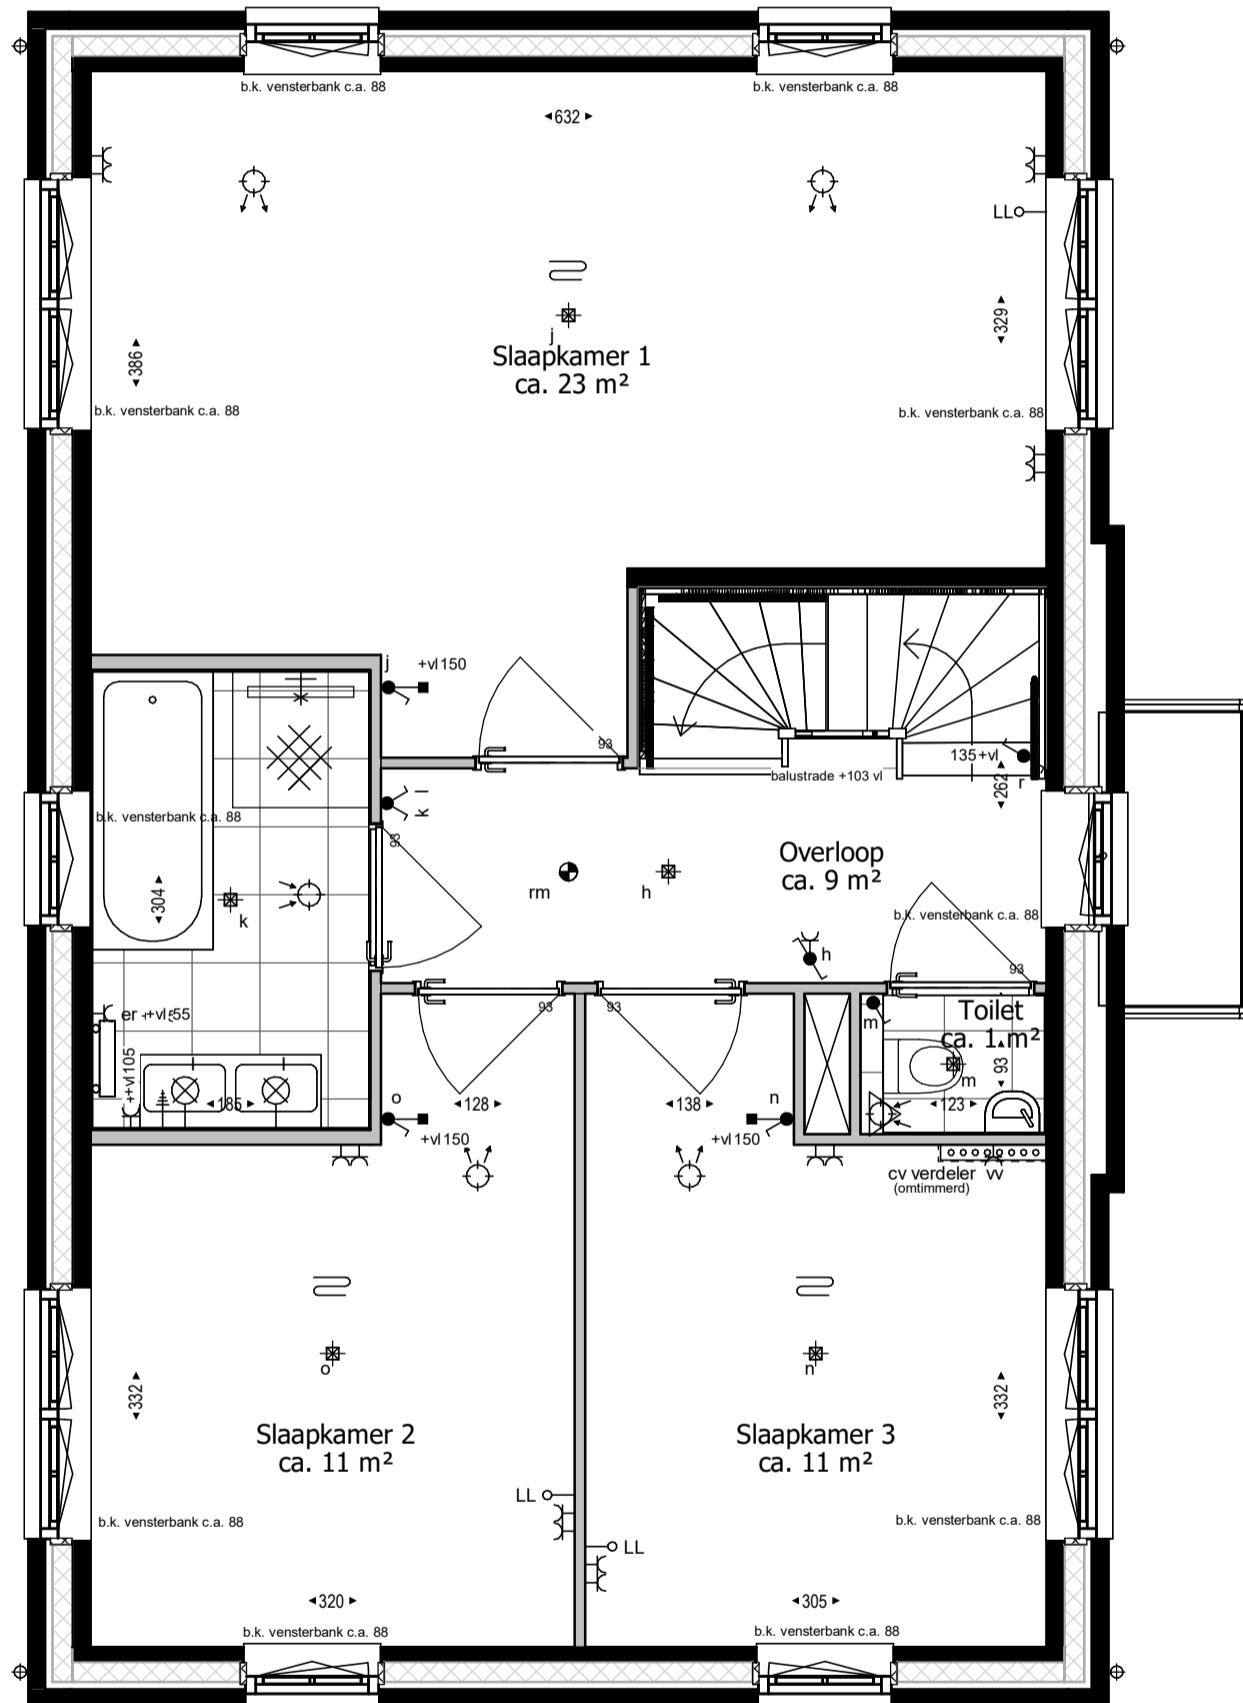 b.k. vensterbank c.a. 88
b.k. vensterbank c.a. 88
632
LL
329
386
j
Slaapkamer 1
ca. 23 m²
b.k. vensterbank c.a. 88
b.k. vensterbank c.a. 88
j
+vl 150
93
135+vl
balustrade +103 vl
262
r
l
k
b.k. vensterbank c.a. 88
93
Overloop
ca. 9 m²
rm
h
304
k
b.k. vensterbank c.a. 88
h
93
93
93
er
m
Toilet
ca. 1 m²
93
m
+vl105
185
o
128
138
n
123
+vl 150
+vl 150
cv verdeler
vv
(omtimmerd)
o
n
332
332
Slaapkamer 2
ca. 11 m²
Slaapkamer 3
ca. 11 m²
LL
b.k. vensterbank c.a. 88
b.k. vensterbank c.a. 88
LL
320
305
b.k. vensterbank c.a. 88
b.k. vensterbank c.a. 88